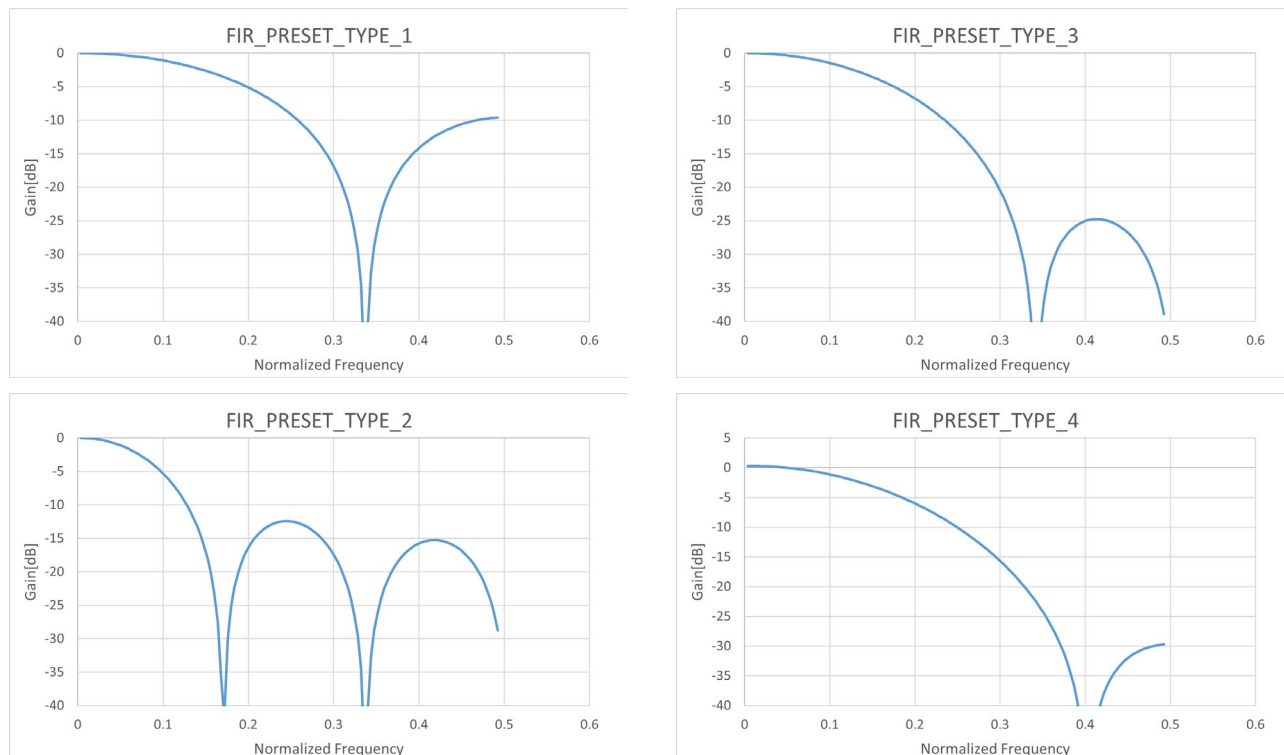 FIR_PRESET_TYPE_1
0
-5
-10
-15
-20
-25
-30
-35
-40
Gain[dB]
0 0.1 0.2 0.3 0.4 0.5 0.6
Normalized Frequency
FIR_PRESET_TYPE_3
0
-5
-10
-15
-20
-25
-30
-35
-40
Gain[dB]
0 0.1 0.2 0.3 0.4 0.5 0.6
Normalized Frequency
FIR_PRESET_TYPE_2
0
-5
-10
-15
-20
-25
-30
-35
-40
Gain[dB]
0 0.1 0.2 0.3 0.4 0.5 0.6
Normalized Frequency
FIR_PRESET_TYPE_4
5
0
-5
-10
-15
-20
-25
-30
-35
-40
Gain[dB]
0 0.1 0.2 0.3 0.4 0.5 0.6
Normalized Frequency